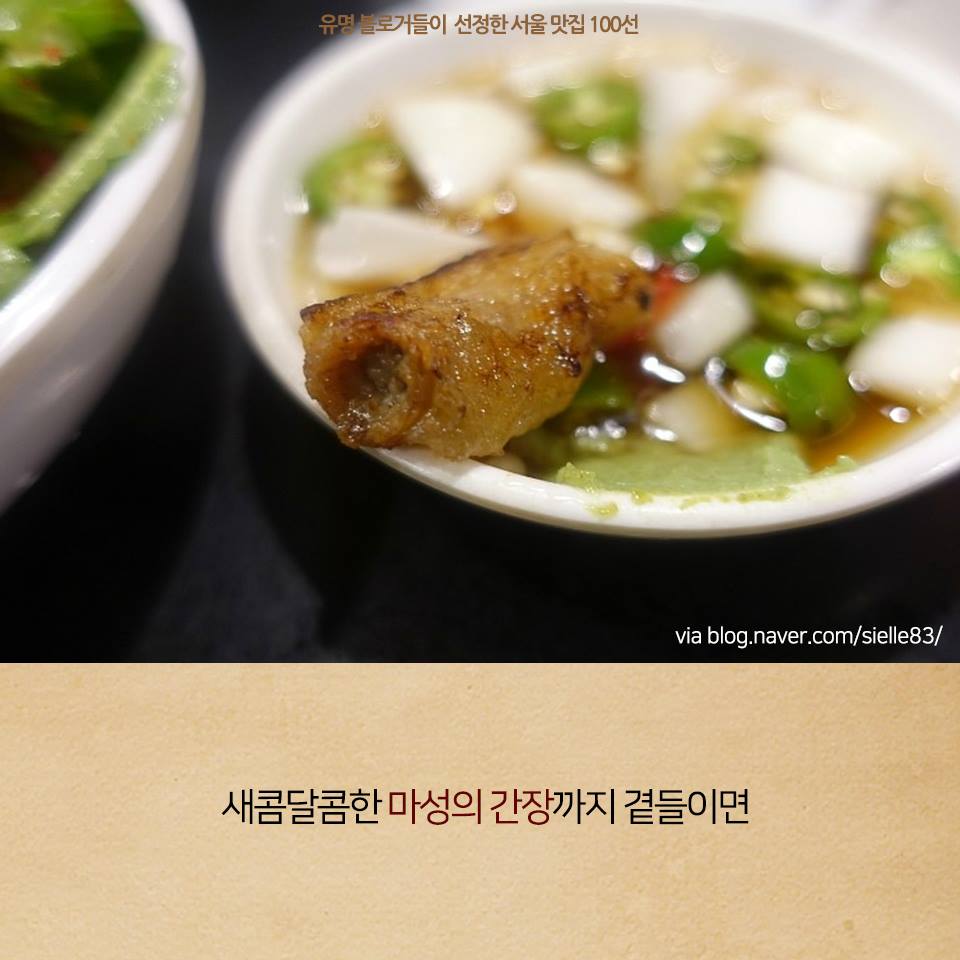 유명 블로거들이 선정한 서울 맛집 100선
via blog.naver.com/sielle83/
새콤달콤한 마성의 간장까지 곁들이면